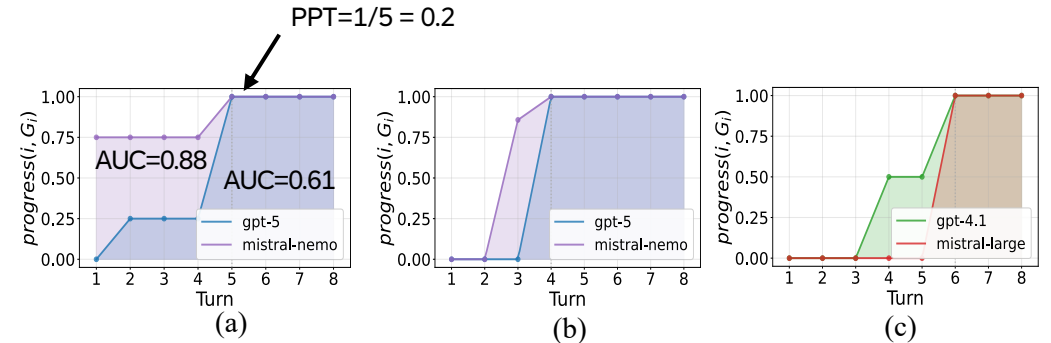 PPT=1/5 = 0.2
progress(i, G_i)
1.00
0.75
0.50
0.25
0.00
AUC=0.88
AUC=0.61
gpt-5
mistral-nemo
1 2 3 4 5 6 7 8
Turn
(a)
progress(i, G_i)
1.00
0.75
0.50
0.25
0.00
gpt-5
mistral-nemo
1 2 3 4 5 6 7 8
Turn
(b)
progress(i, G_i)
1.00
0.75
0.50
0.25
0.00
gpt-4.1
mistral-large
1 2 3 4 5 6 7 8
Turn
(c)